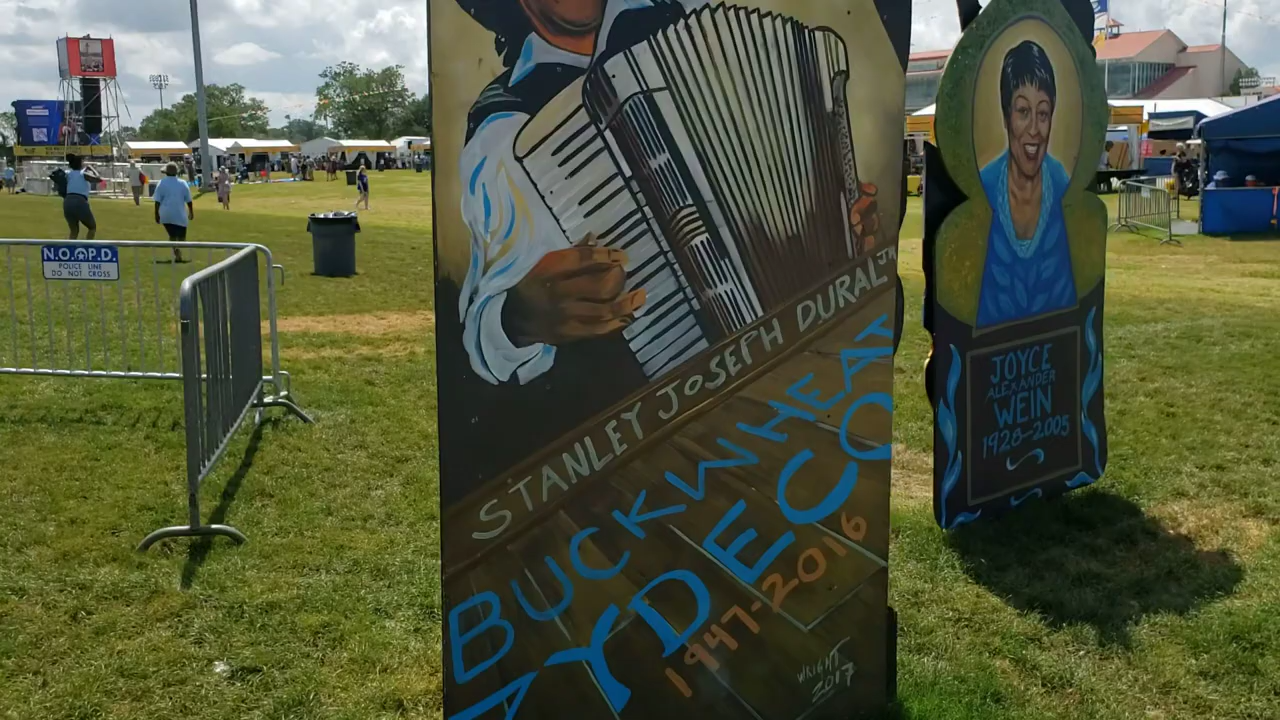 N.O.P.D.
POLICE LINE
DO NOT CROSS
STANLEY JOSEPH DURAL JR
BUCKWHEAT
ZYDECO
1947-2016
WRIGHT
2017
JOYCE
ALEXANDER
WEIN
1928-2005